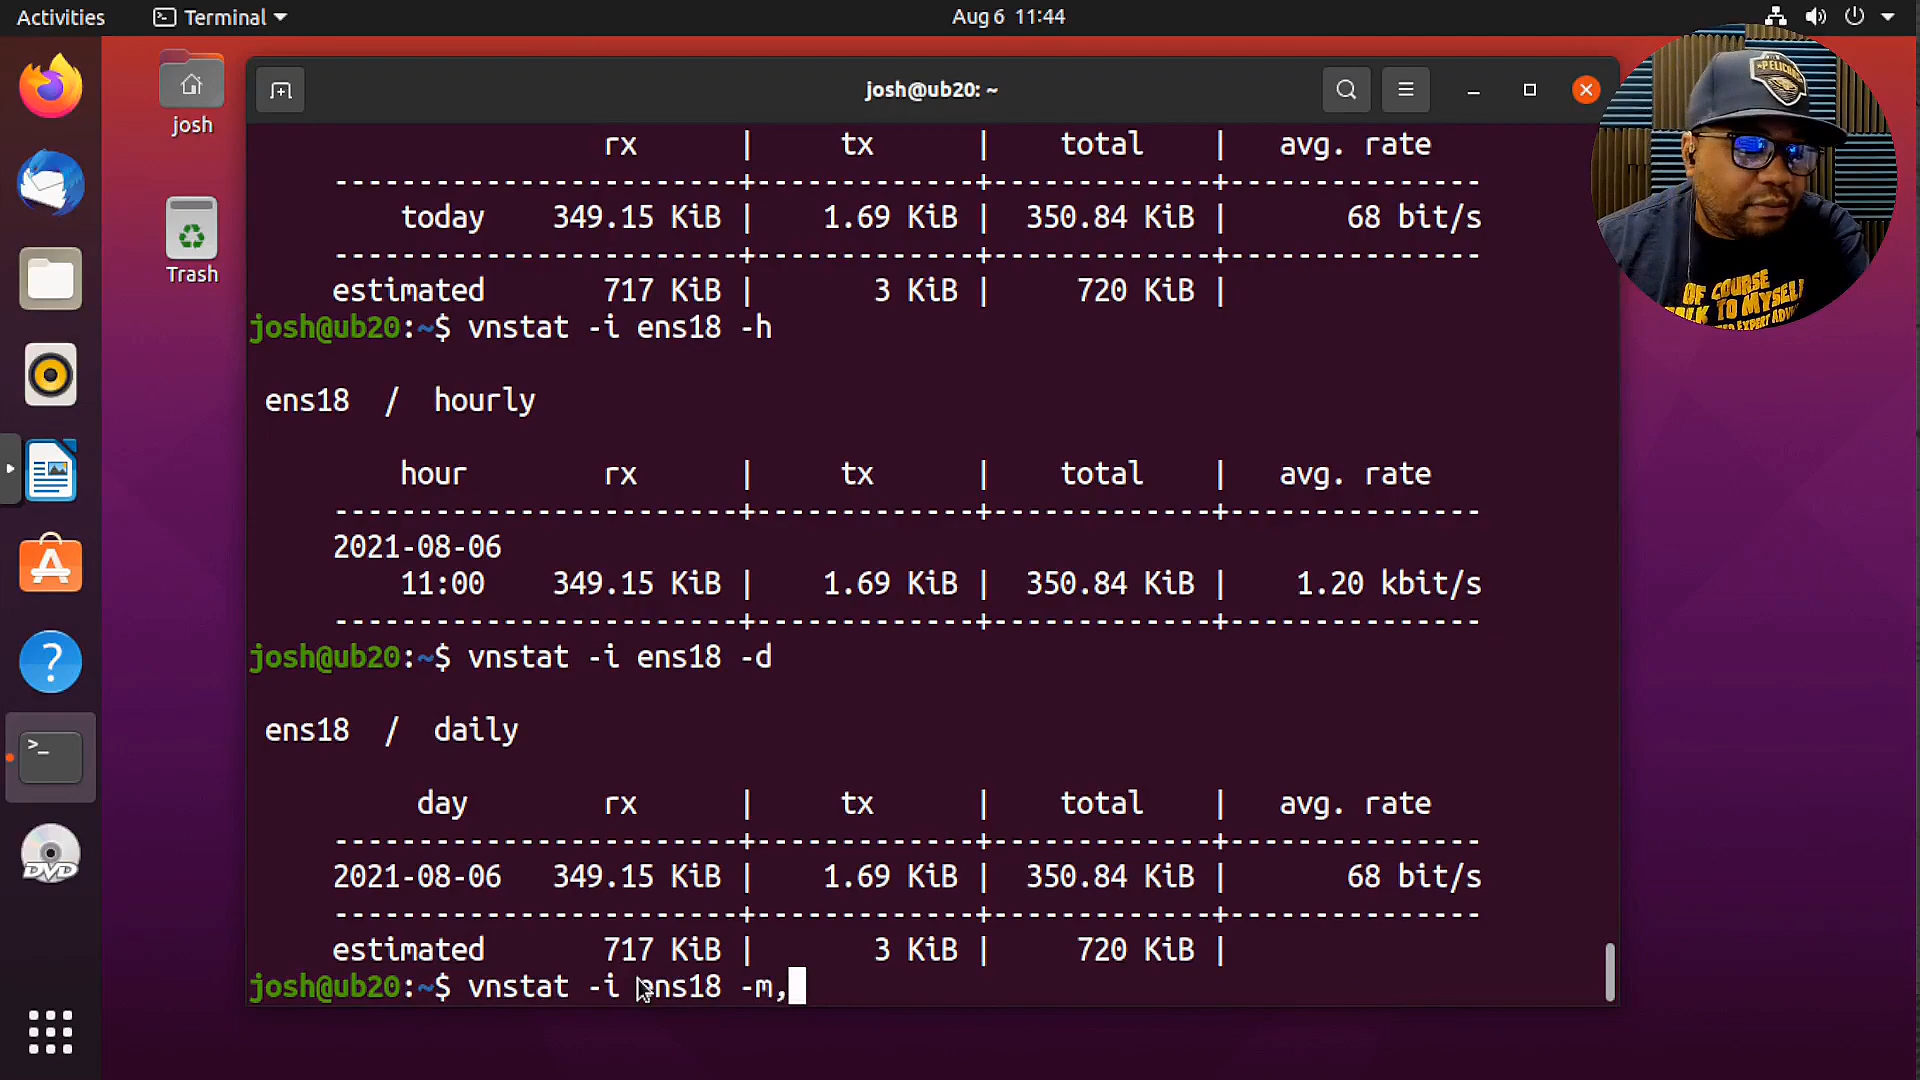 Activities
Terminal
Aug 6 11:44
josh
Trash
josh@ub20: ~
rx | tx | total | avg. rate
------------------------+-------------+-------------+---------------
today 349.15 KiB | 1.69 KiB | 350.84 KiB | 68 bit/s
------------------------+-------------+-------------+---------------
estimated 717 KiB | 3 KiB | 720 KiB |
josh@ub20:~$ vnstat -i ens18 -h
ens18 / hourly
hour rx | tx | total | avg. rate
------------------------+-------------+-------------+---------------
2021-08-06
11:00 349.15 KiB | 1.69 KiB | 350.84 KiB | 1.20 kbit/s
------------------------+-------------+-------------+---------------
josh@ub20:~$ vnstat -i ens18 -d
ens18 / daily
day rx | tx | total | avg. rate
------------------------+-------------+-------------+---------------
2021-08-06 349.15 KiB | 1.69 KiB | 350.84 KiB | 68 bit/s
------------------------+-------------+-------------+---------------
estimated 717 KiB | 3 KiB | 720 KiB |
josh@ub20:~$ vnstat -i ens18 -m,
DVD
OF COURSE
TO MYSELF
EXPERT